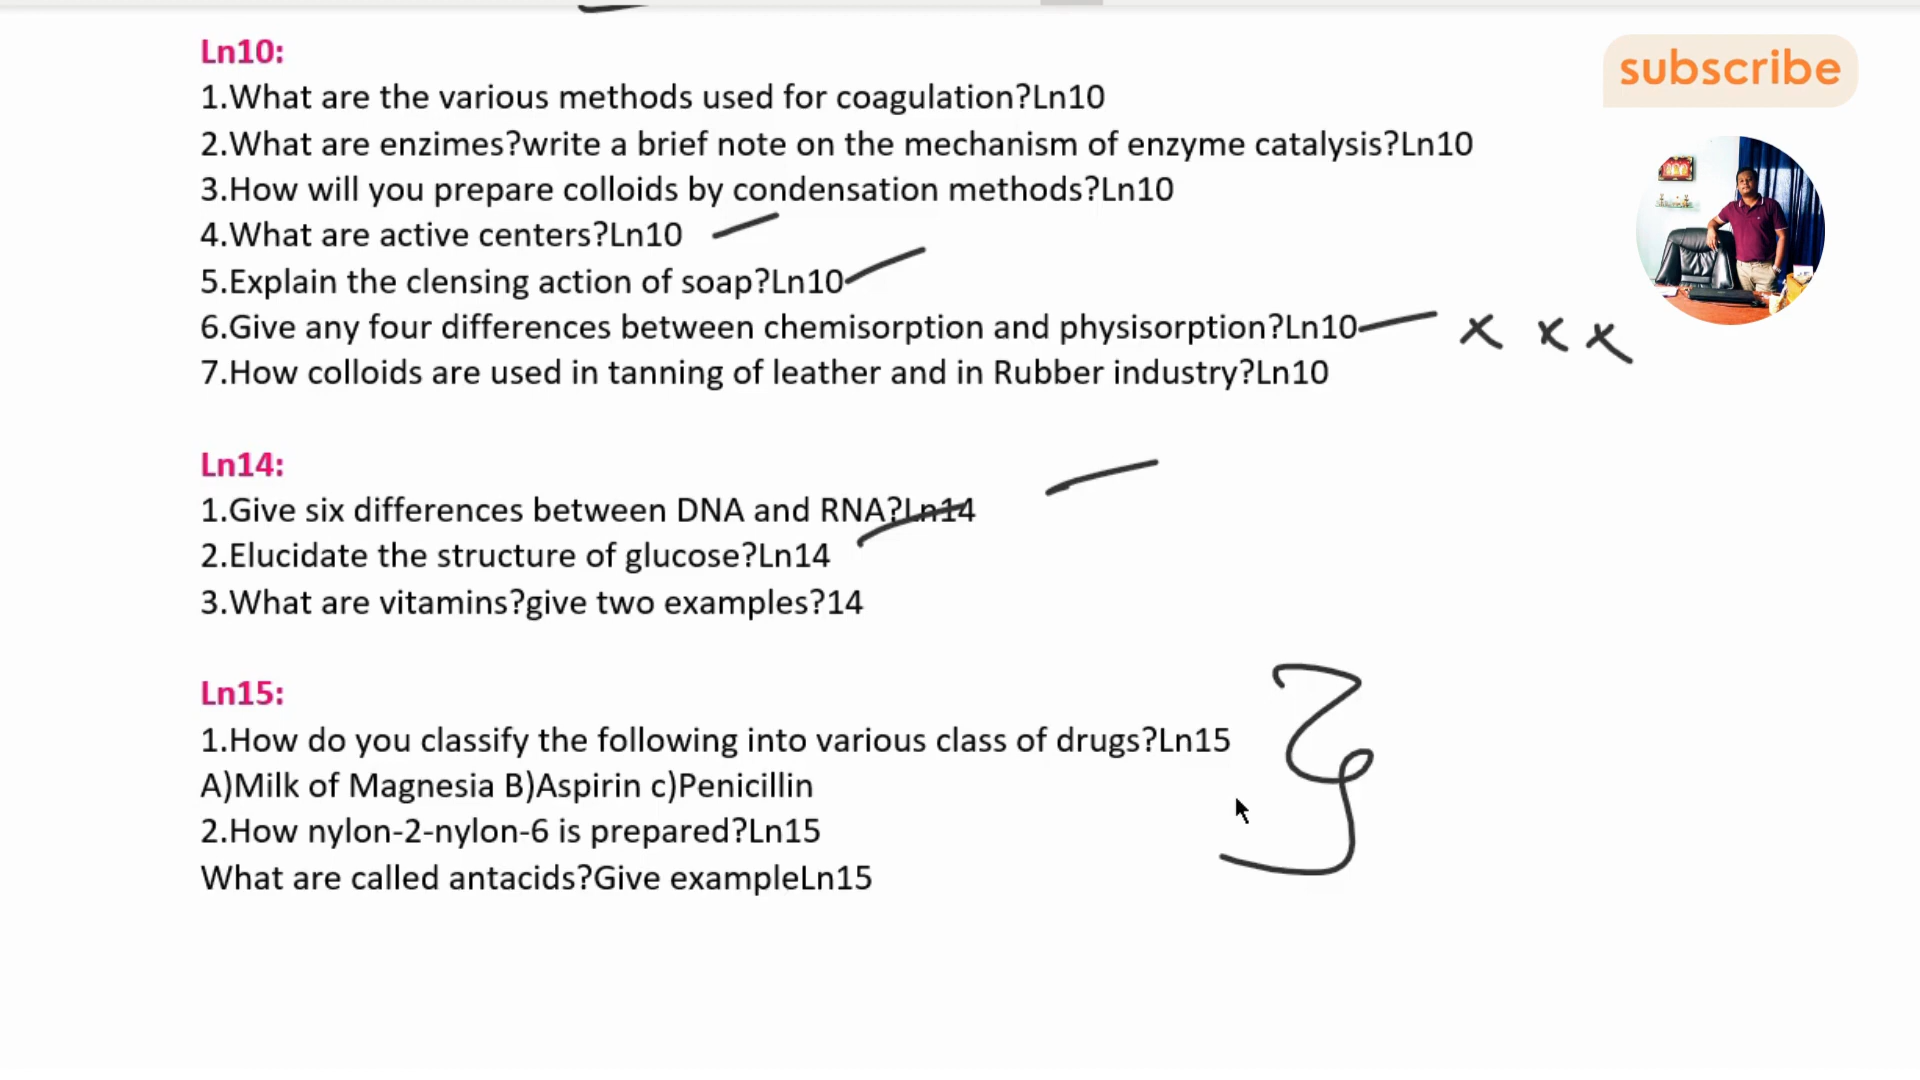 Ln10:
subscribe
1.What are the various methods used for coagulation?Ln10
2.What are enzimes?write a brief note on the mechanism of enzyme catalysis?Ln10
3.How will you prepare colloids by condensation methods?Ln10
4.What are active centers?Ln10
5.Explain the clensing action of soap?Ln10
6.Give any four differences between chemisorption and physisorption?Ln10 x x x
7.How colloids are used in tanning of leather and in Rubber industry?Ln10
Ln14:
1.Give six differences between DNA and RNA?Ln14
2.Elucidate the structure of glucose?Ln14
3.What are vitamins?give two examples?14
Ln15:
1.How do you classify the following into various class of drugs?Ln15
A)Milk of Magnesia B)Aspirin c)Penicillin
2.How nylon-2-nylon-6 is prepared?Ln15
What are called antacids?Give exampleLn15